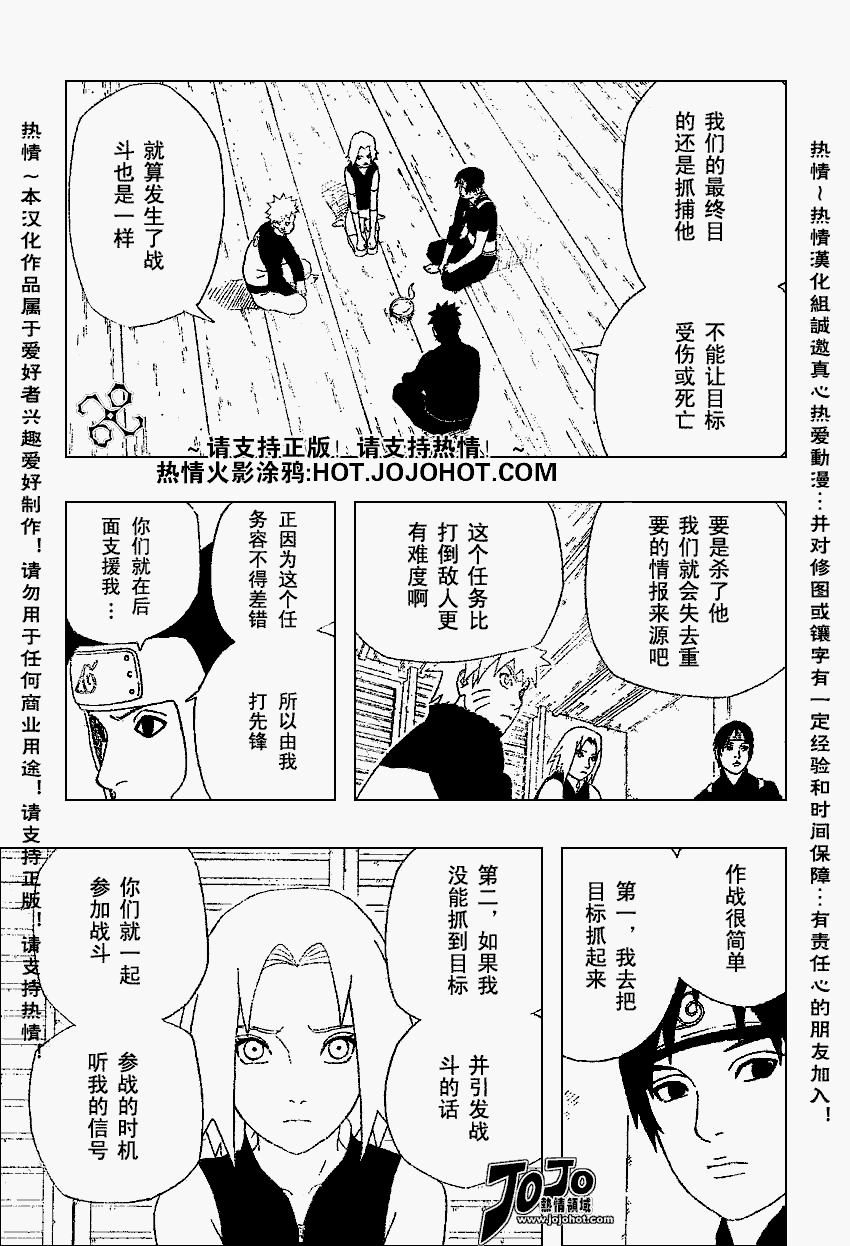 我们的最终目
的还是抓捕他
不能让目标
受伤或死亡
就算发生了战
斗也是一样
~请支持正版! 请支持热情! ~
热情火影涂鸦:HOT.JOJOHOT.COM
要是杀了他
我们就会失去重
要的情报来源吧
这个任务比
打倒敌人更
有难度啊
正因为这个任
务容不得差错
所以由我
打先锋
你们就在后
面支援我…
作战很简单
第一,我去把
目标抓起来
第二,如果我
没能抓到目标
并引发战
斗的话
你们就一起
参加战斗
参战的时机
听我的信号
JOJO
熱情領域
www.jojohot.com
热情~热情漢化組誠邀真心热爱動漫…并对修图或镶字有一定经验和时间保障…有责任心的朋友加入!
热情~本汉化作品属于爱好者兴趣爱好制作!请勿用于任何商业用途!请支持正版!请支持热情!